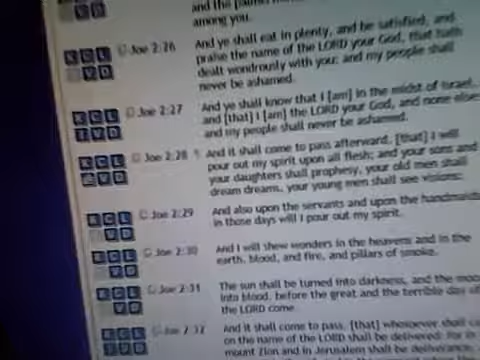 and the
among you.
K C L Joe 2:26 And ye shall eat in plenty, and be satisfied, and
V D praise the name of the LORD your God, that hath
dealt wondrously with you: and my people shall
never be ashamed.
K C L Joe 2:27 And ye shall know that I [am] in the midst of Israel,
I V D and [that] I [am] the LORD your God, and none else:
and my people shall never be ashamed.
K C L Joe 2:28 ¶ And it shall come to pass afterward, [that] I will
V D pour out my spirit upon all flesh; and your sons and
your daughters shall prophesy, your old men shall
dream dreams, your young men shall see visions:
K C L Joe 2:29 And also upon the servants and upon the handmaids
V D in those days will I pour out my spirit.
K C L Joe 2:30 And I will shew wonders in the heavens and in the
V D earth, blood, and fire, and pillars of smoke.
K C L Joe 2:31 The sun shall be turned into darkness, and the moon
V D into blood, before the great and the terrible day of
the LORD come.
K C L Joe 2:32 And it shall come to pass, [that] whosoever shall
I V D of the LORD shall be delivered: for in
mount Zion and in Jerusalem shall be deliverance,